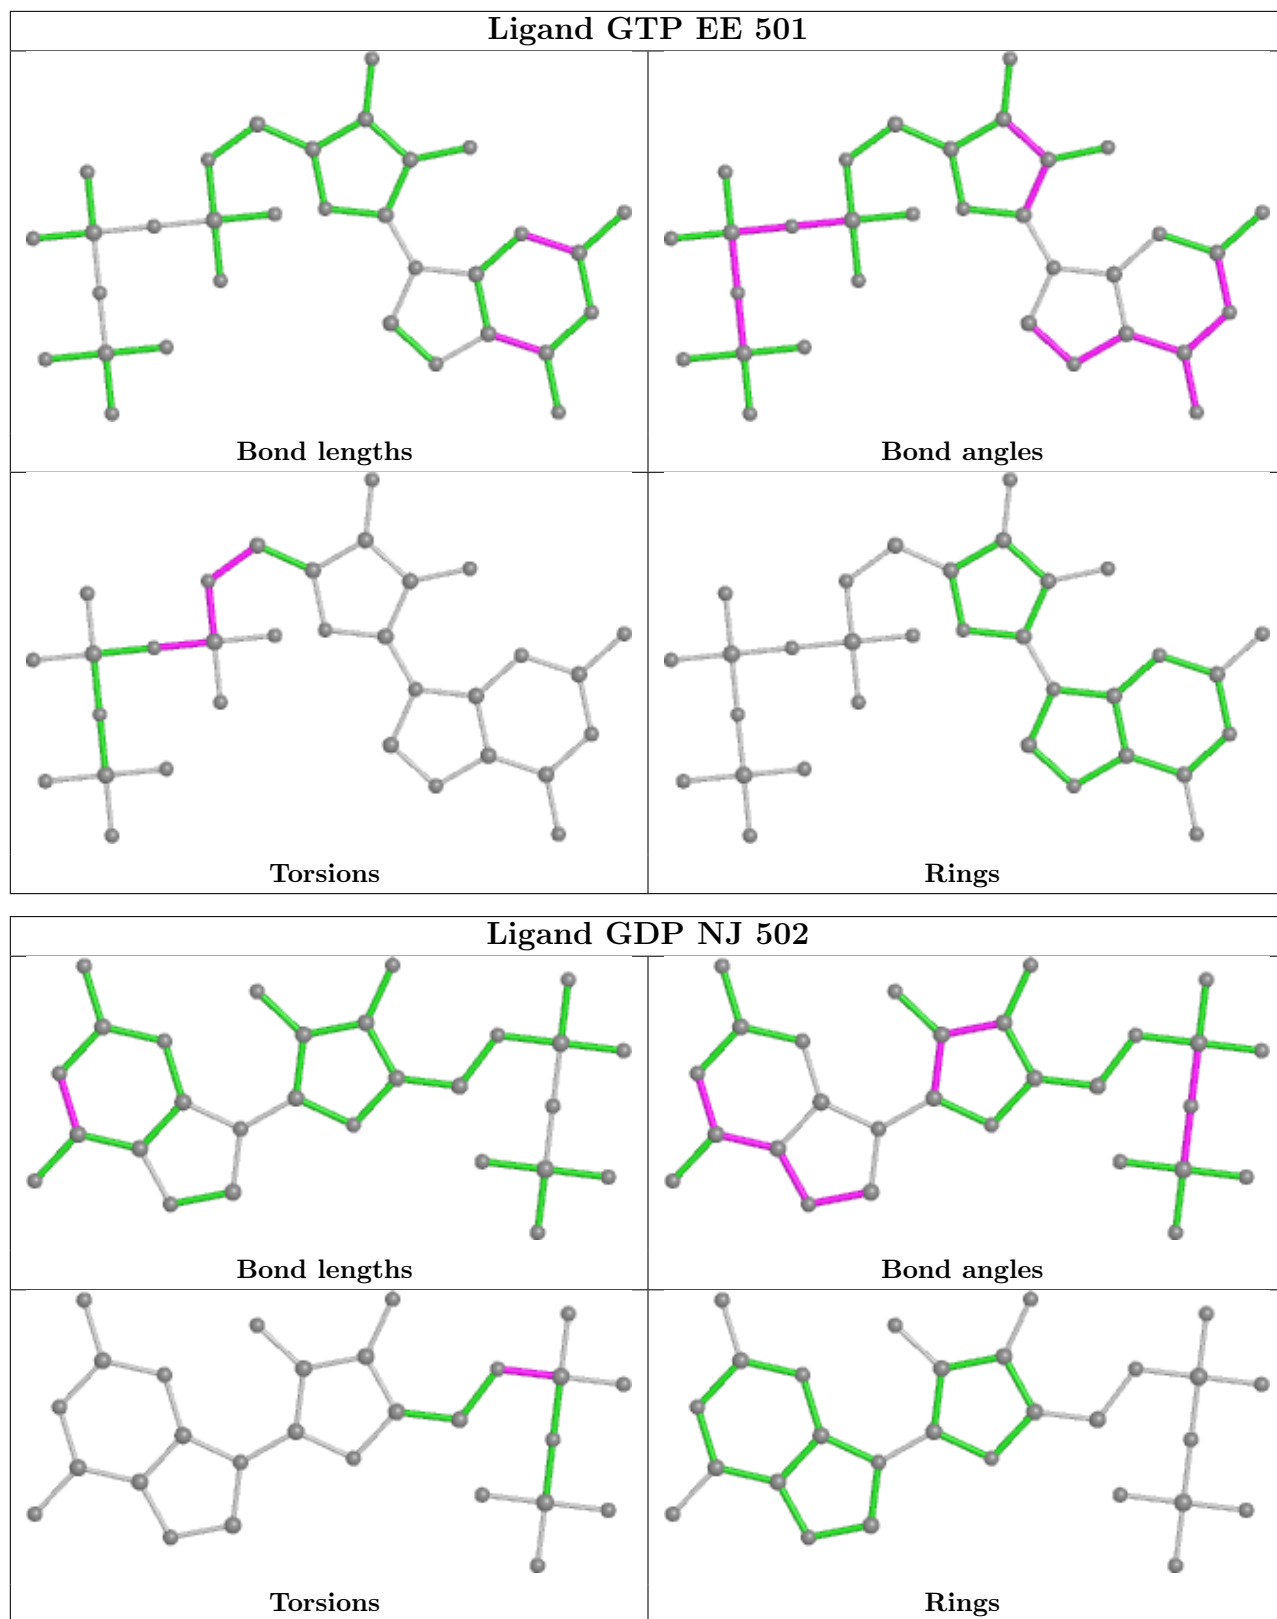 Ligand GTP EE 501
Bond lengths
Bond angles
Torsions
Rings
Ligand GDP NJ 502
Bond lengths
Bond angles
Torsions
Rings